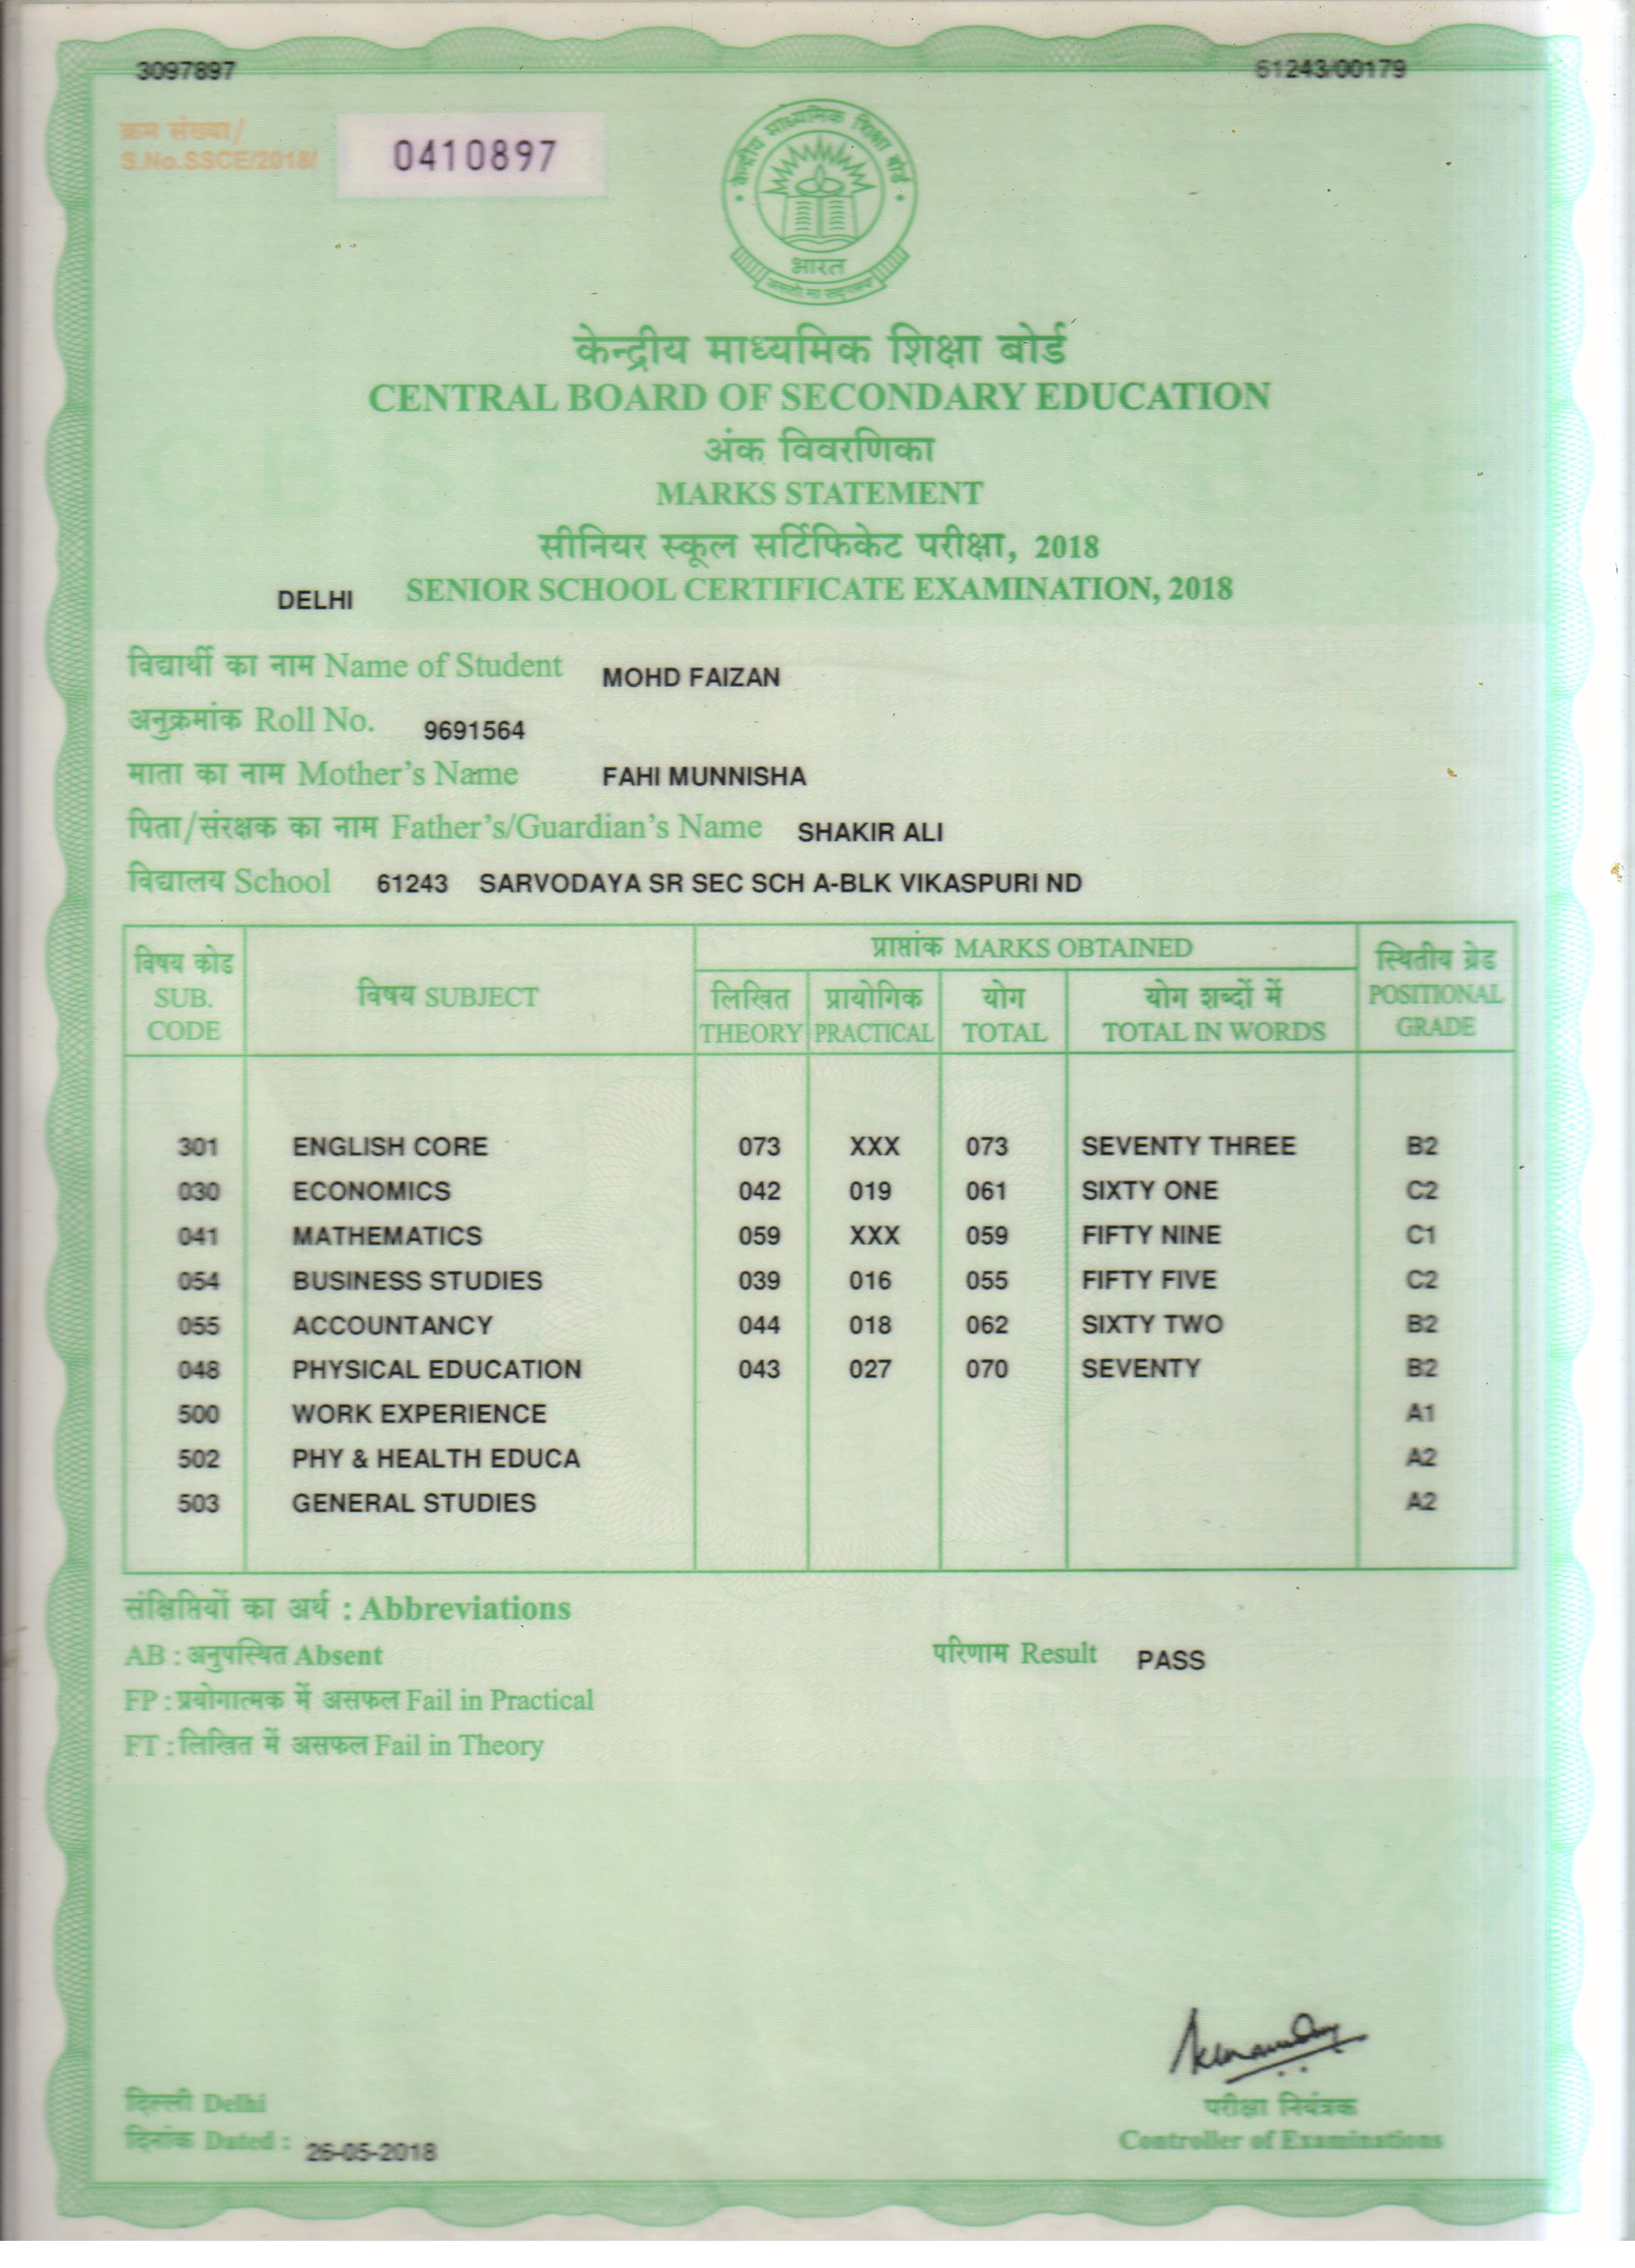 3097897 61243/00179
क्रम संख्या/
S.No.SSCE/2018/ 0410897
केन्द्रीय माध्यमिक शिक्षा बोर्ड
भारत
केन्द्रीय माध्यमिक शिक्षा बोर्ड
CENTRAL BOARD OF SECONDARY EDUCATION
अंक विवरणिका
MARKS STATEMENT
सीनियर स्कूल सर्टिफिकेट परीक्षा, 2018
DELHI SENIOR SCHOOL CERTIFICATE EXAMINATION, 2018
विद्यार्थी का नाम Name of Student MOHD FAIZAN
अनुक्रमांक Roll No. 9691564
माता का नाम Mother's Name FAHI MUNNISHA
पिता/संरक्षक का नाम Father's/Guardian's Name SHAKIR ALI
विद्यालय School 61243 SARVODAYA SR SEC SCH A-BLK VIKASPURI ND
विषय कोड SUB. CODE विषय SUBJECT प्राप्तांक MARKS OBTAINED स्थितीय ग्रेड POSITIONAL GRADE
लिखित THEORY प्रायोगिक PRACTICAL योग TOTAL योग शब्दों में TOTAL IN WORDS
301 ENGLISH CORE 073 XXX 073 SEVENTY THREE B2
030 ECONOMICS 042 019 061 SIXTY ONE C2
041 MATHEMATICS 059 XXX 059 FIFTY NINE C1
054 BUSINESS STUDIES 039 016 055 FIFTY FIVE C2
055 ACCOUNTANCY 044 018 062 SIXTY TWO B2
048 PHYSICAL EDUCATION 043 027 070 SEVENTY B2
500 WORK EXPERIENCE A1
502 PHY & HEALTH EDUCA A2
503 GENERAL STUDIES A2
संक्षिप्तियों का अर्थ : Abbreviations
AB : अनुपस्थित Absent परिणाम Result PASS
FP : प्रयोगात्मक में असफल Fail in Practical
FT : लिखित में असफल Fail in Theory
दिल्ली Delhi परीक्षा नियंत्रक
दिनांक Dated : 26-05-2018 Controller of Examinations